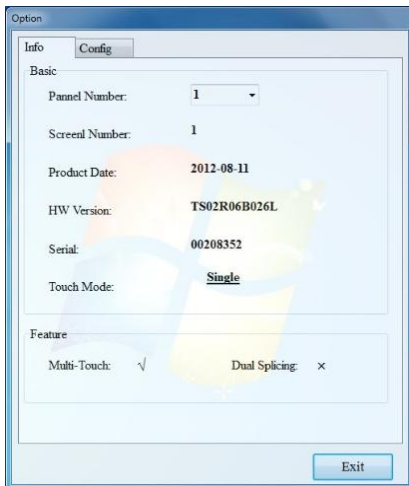 Option
Info Config
Basic
Pannel Number: 1
Screenl Number: 1
Product Date: 2012-08-11
HW Version: TS02R06B026L
Serial: 00208352
Touch Mode: Single
Feature
Multi-Touch: √ Dual Splicing: ×
Exit